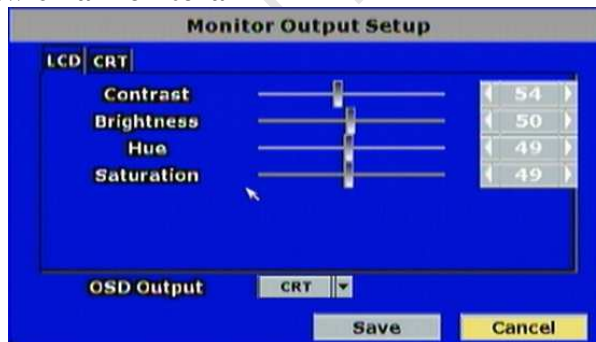 Monitor Output Setup
LCD CRT
Contrast 54
Brightness 50
Hue 49
Saturation 49
OSD Output CRT
Save Cancel